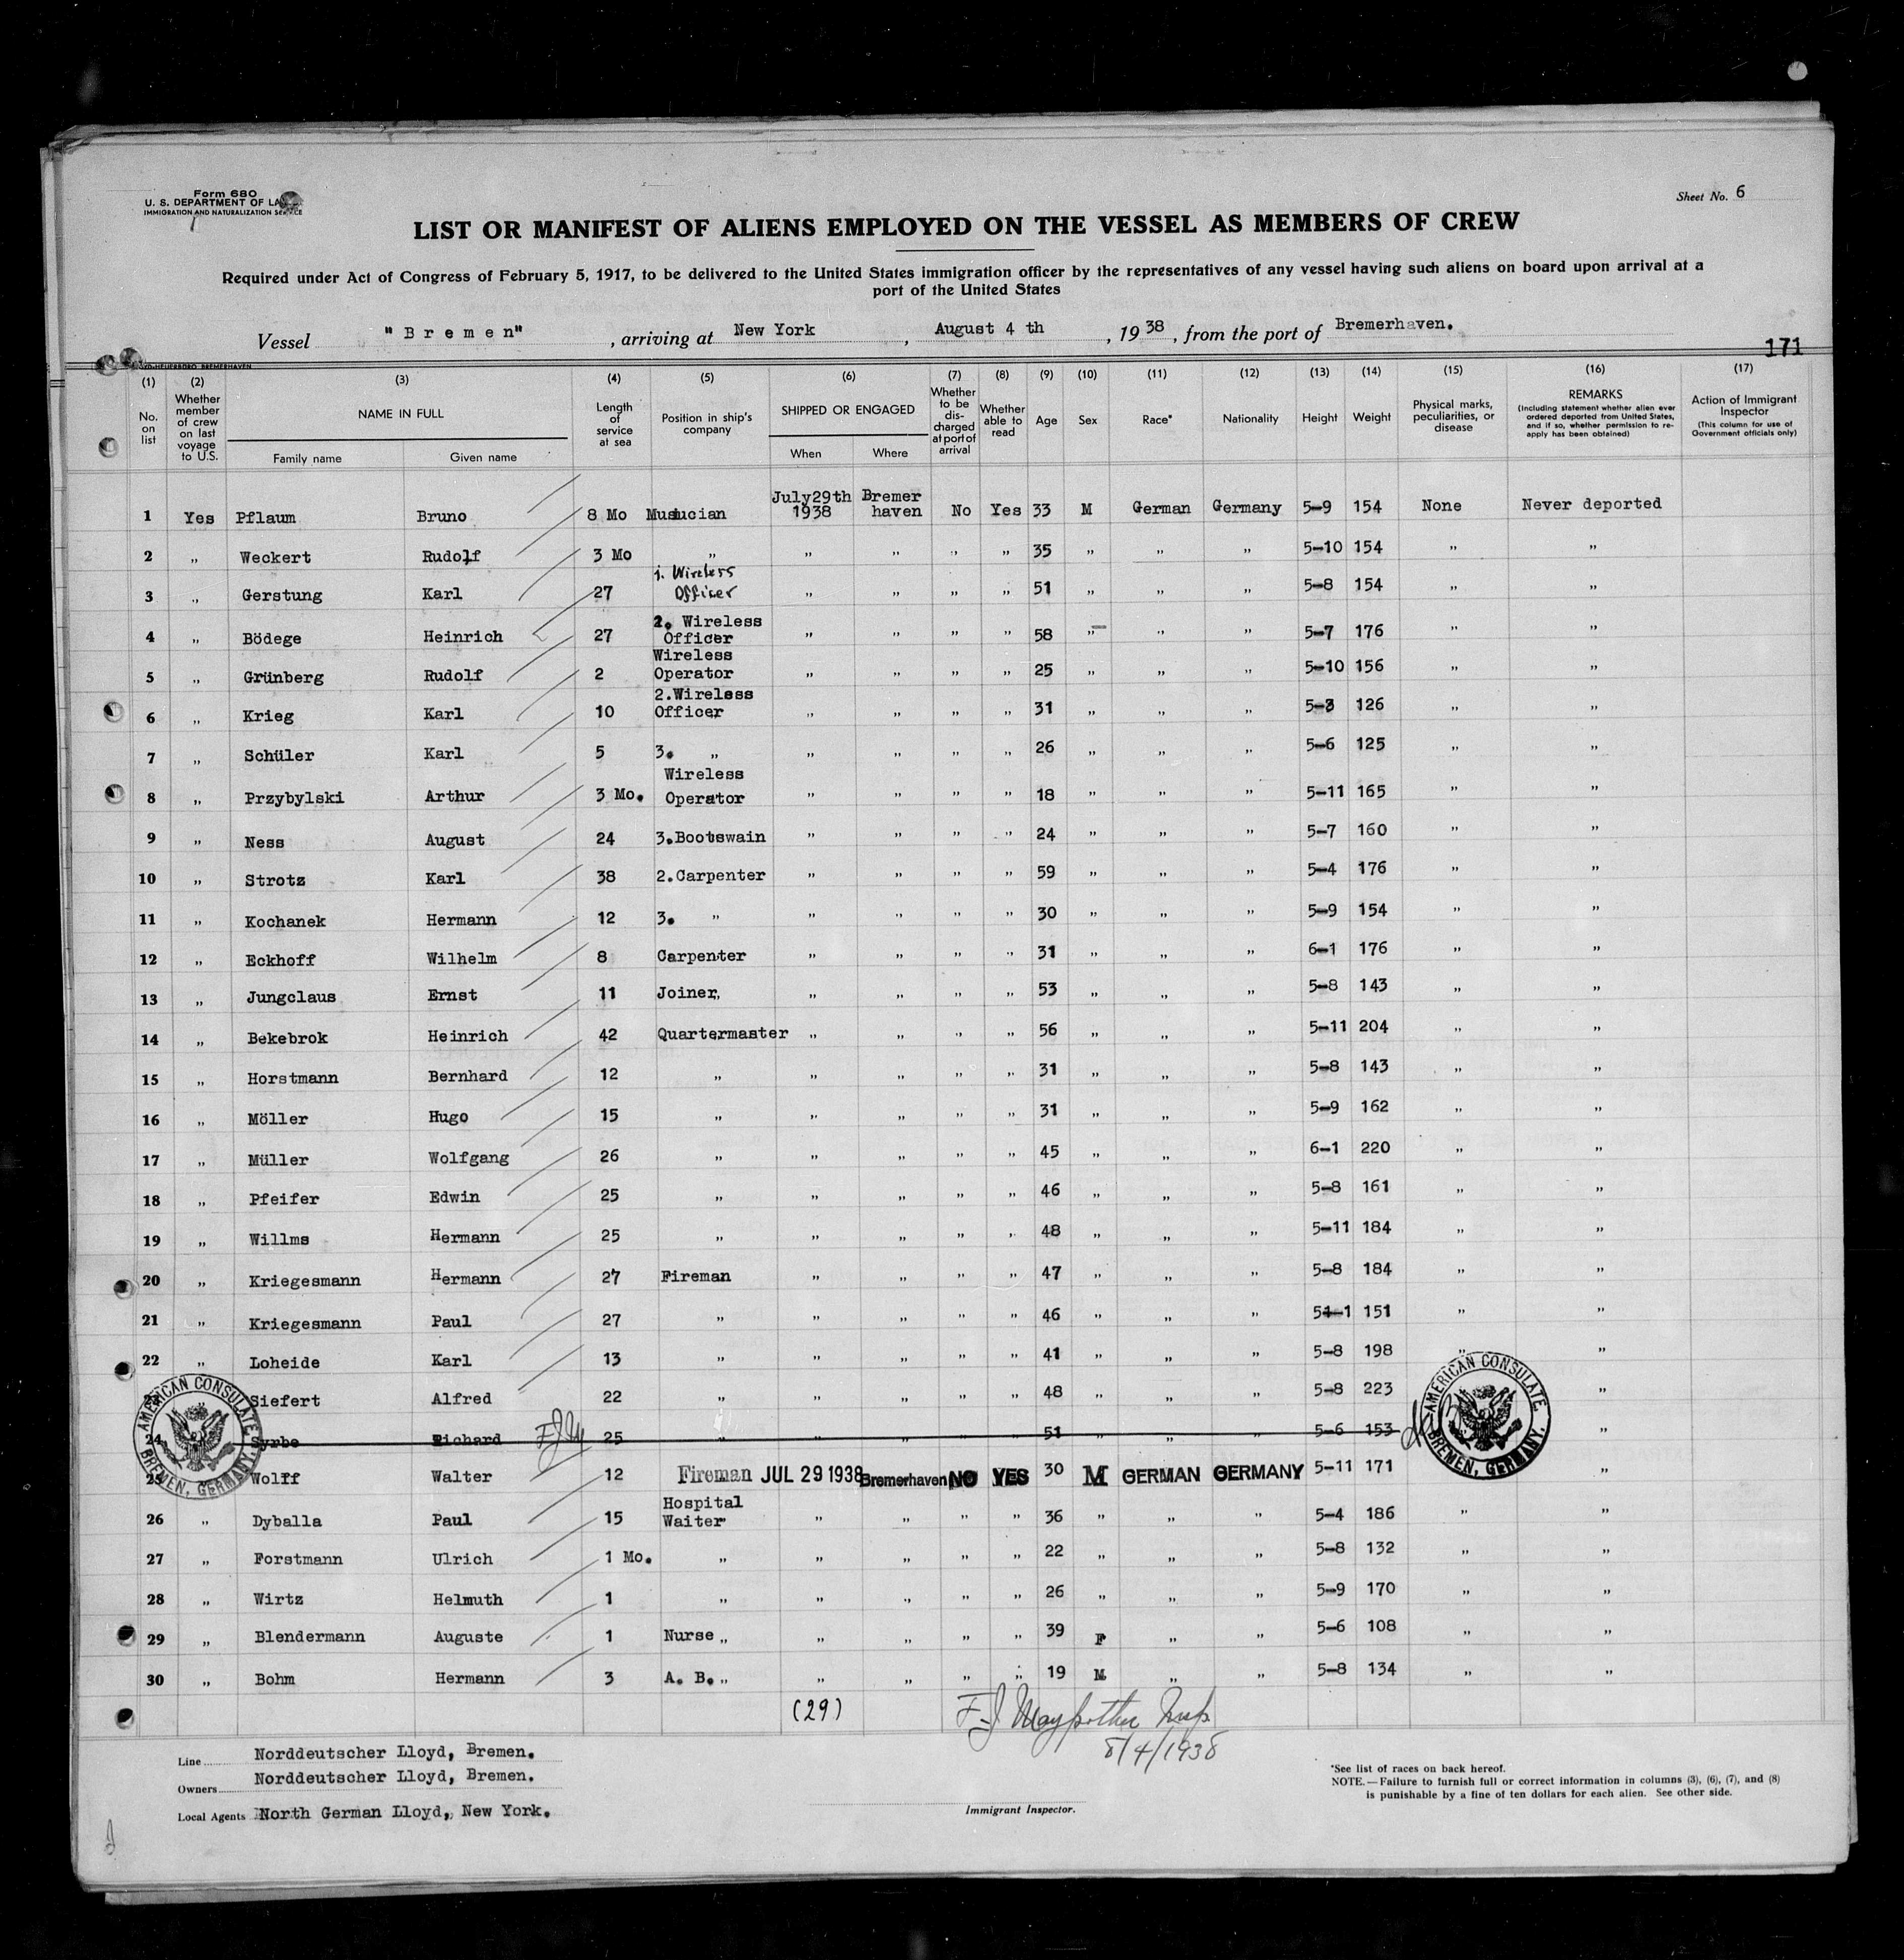 Form 680
U. S. DEPARTMENT OF LA
IMMIGRATION AND NATURALIZATION SERVICE
Sheet No. 6
LIST OR MANIFEST OF ALIENS EMPLOYED ON THE VESSEL AS MEMBERS OF CREW
Required under Act of Congress of February 5, 1917, to be delivered to the United States immigration officer by the representatives of any vessel having such aliens on board upon arrival at a
port of the United States
Vessel "Bremen", arriving at New York, August 4 th, 1938, from the port of Bremerhaven.
171
(1) (2) (3) (4) (5) (6) (7) (8) (9) (10) (11) (12) (13) (14) (15) (16) (17)
No. on list
Whether member of crew on last voyage to U.S.
NAME IN FULL
Family name Given name
Length of service at sea
Position in ship's company
SHIPPED OR ENGAGED
When Where
Whether to be discharged at port of arrival
Whether able to read
Age
Sex
Race*
Nationality
Height
Weight
Physical marks, peculiarities, or disease
REMARKS
(Including statement whether alien ever ordered deported from United States, and if so, whether permission to re-apply has been obtained)
Action of Immigrant Inspector
(This column for use of Government officials only)
1 Yes Pflaum Bruno 8 Mo Musician July29th 1938 Bremer haven No Yes 33 M German Germany 5-9 154 None Never deported
2 „ Weckert Rudolf 3 Mo „ „ „ „ „ 35 „ „ „ 5-10 154 „ „
3 „ Gerstung Karl 27 1. Wireless Officer „ „ „ „ 51 „ „ „ 5-8 154 „ „
4 „ Bödege Heinrich 27 2. Wireless Officer „ „ „ „ 58 „ „ „ 5-7 176 „ „
5 „ Grünberg Rudolf 2 Wireless Operator „ „ „ „ 25 „ „ „ 5-10 156 „ „
6 „ Krieg Karl 10 2.Wireless Officer „ „ „ „ 31 „ „ „ 5-3 126 „ „
7 „ Schüler Karl 5 3. „ „ „ „ „ 26 „ „ „ 5-6 125 „ „
8 „ Przybylski Arthur 3 Mo. Wireless Operator „ „ „ „ 18 „ „ „ 5-11 165 „ „
9 „ Ness August 24 3.Bootswain „ „ „ „ 24 „ „ „ 5-7 160 „ „
10 „ Strotz Karl 38 2.Carpenter „ „ „ „ 59 „ „ „ 5-4 176 „ „
11 „ Kochanek Hermann 12 3. „ „ „ „ „ 30 „ „ „ 5-9 154 „ „
12 „ Eckhoff Wilhelm 8 Carpenter „ „ „ „ 31 „ „ „ 6-1 176 „ „
13 „ Jungclaus Ernst 11 Joiner „ „ „ „ 53 „ „ „ 5-8 143 „ „
14 „ Bekebrok Heinrich 42 Quartermaster „ „ „ „ 56 „ „ „ 5-11 204 „ „
15 „ Horstmann Bernhard 12 „ „ „ „ „ 31 „ „ „ 5-8 143 „ „
16 „ Möller Hugo 15 „ „ „ „ „ 31 „ „ „ 5-9 162 „ „
17 „ Müller Wolfgang 26 „ „ „ „ „ 45 „ „ „ 6-1 220 „ „
18 „ Pfeifer Edwin 25 „ „ „ „ „ 46 „ „ „ 5-8 161 „ „
19 „ Willms Hermann 25 „ „ „ „ „ 48 „ „ „ 5-11 184 „ „
20 „ Kriegesmann Hermann 27 Fireman „ „ „ „ 47 „ „ „ 5-8 184 „ „
21 „ Kriegesmann Paul 27 „ „ „ „ „ 46 „ „ „ 151 „ „
22 „ Loheide Karl 13 „ „ „ „ „ 41 „ „ „ 5-8 198 „ „
Siefert Alfred 22 „ „ „ „ „ 48 „ „ „ 5-8 223 „
24 Syrbe Richard 25 „ „ „ „ „ 51 „ „ „ 5-6 153 „
25 Wolff Walter 12 Fireman JUL 29 1938 Bremerhaven NO YES 30 M GERMAN GERMANY 5-11 171 „
26 „ Dyballa Paul 15 Hospital Waiter „ „ „ „ 36 „ „ „ 5-4 186 „ „
27 „ Forstmann Ulrich 1 Mo. „ „ „ „ „ 22 „ „ „ 5-8 132 „ „
28 „ Wirtz Helmuth 1 „ „ „ „ „ 26 „ „ „ 5-9 170 „ „
29 „ Blendermann Auguste 1 Nurse „ „ „ „ „ 39 F „ „ 5-6 108 „ „
30 „ Bohm Hermann 3 A. B. „ „ „ „ „ 19 M „ „ 5-8 134 „ „
AMERICAN CONSULATE, BREMEN, GERMANY.
AMERICAN CONSULATE, BREMEN, GERMANY.
(29)
8/4/1938
Line Norddeutscher Lloyd, Bremen.
Owners Norddeutscher Lloyd, Bremen.
Local Agents North German Lloyd, New York.
Immigrant Inspector.
*See list of races on back hereof.
NOTE.—Failure to furnish full or correct information in columns (3), (6), (7), and (8)
is punishable by a fine of ten dollars for each alien. See other side.